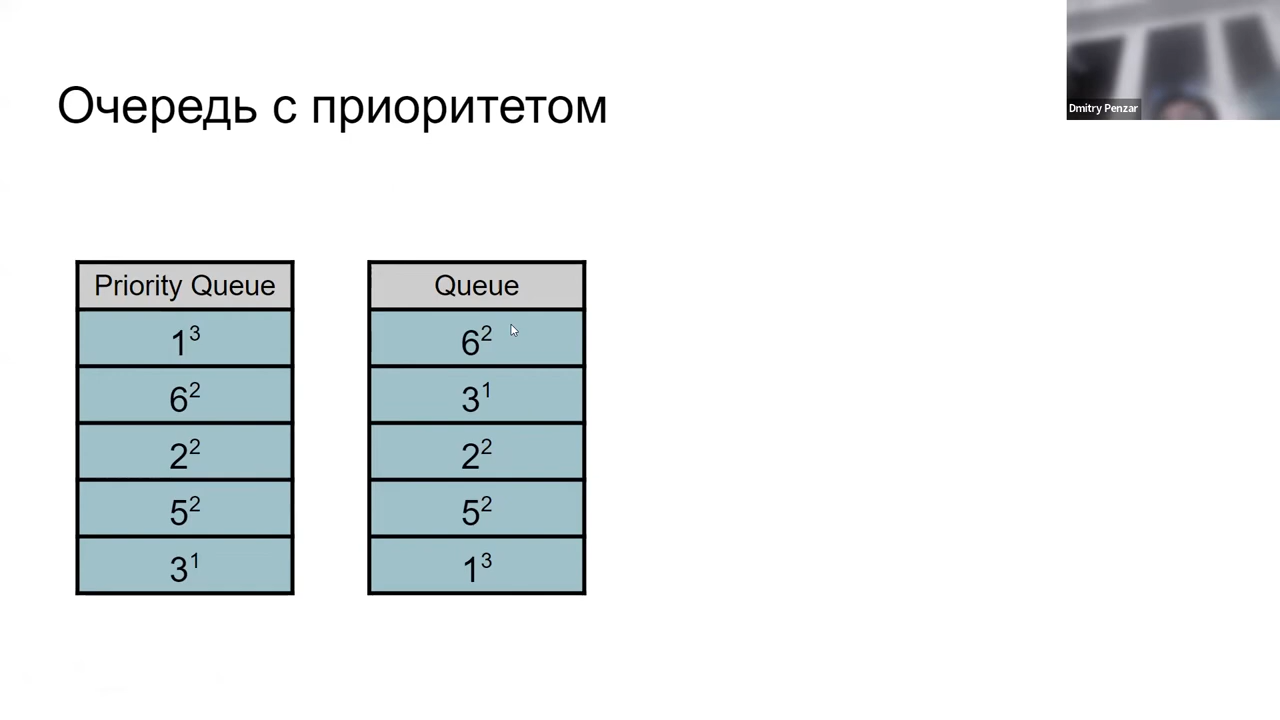 Очередь с приоритетом
Dmitry Penzar
Priority Queue
1³
6²
2²
5²
3¹
Queue
6²
3¹
2²
5²
1³